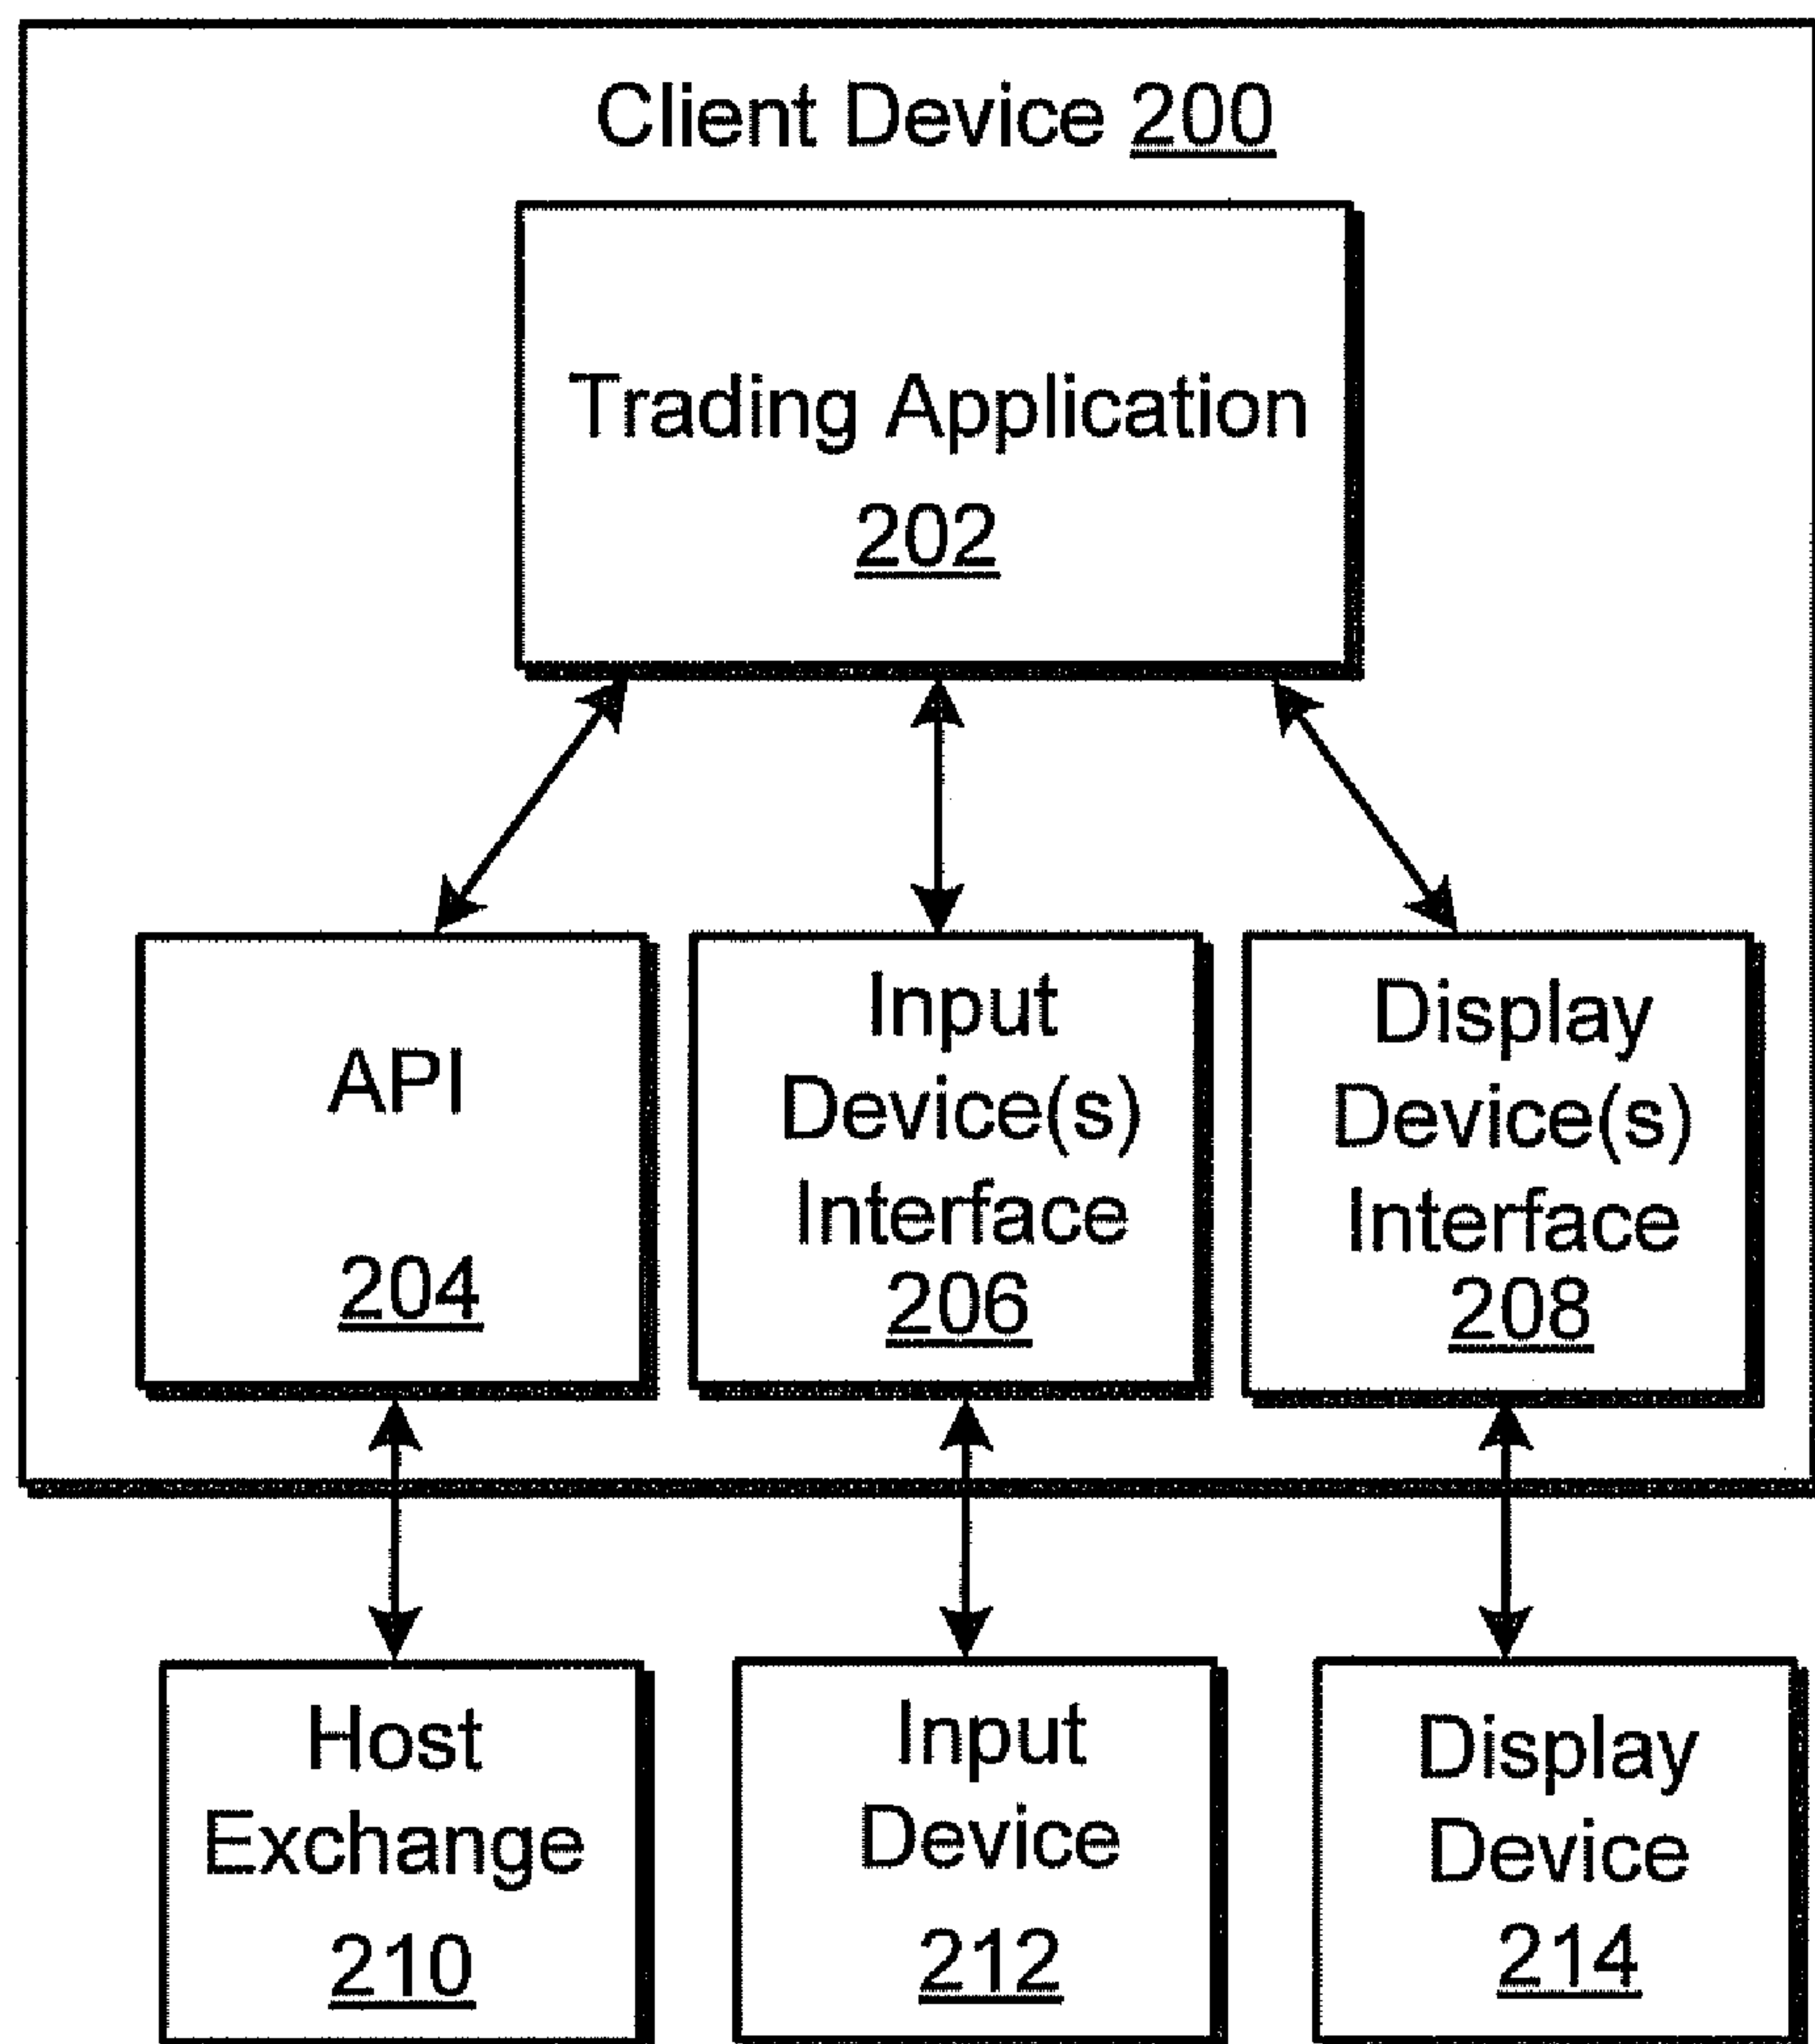 Client Device 200
Trading Application
202
API
204
Input
Device(s)
Interface
206
Display
Device(s)
Interface
208
Host
Exchange
210
Input
Device
212
Display
Device
214